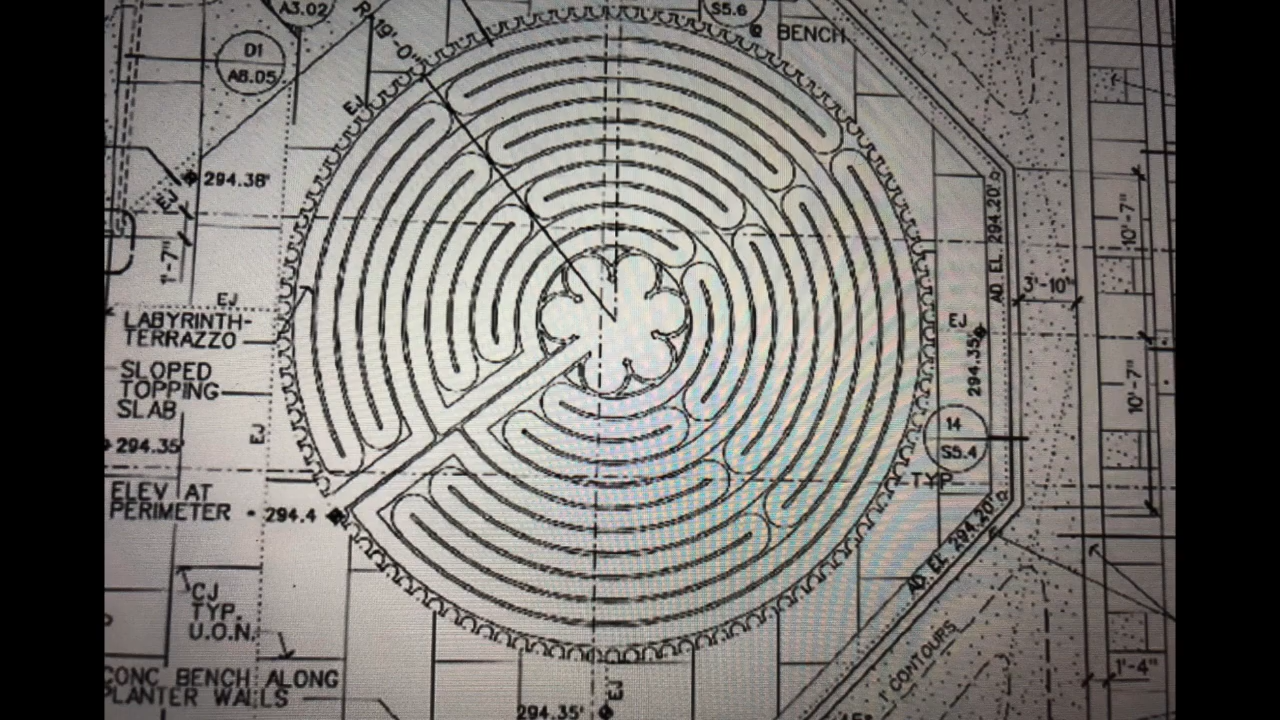 A3.02
S5.6
@ BENCH
R 19'-0"
D1
A8.05
EJ
294.38'
EJ
1'-7"
EJ
LABYRINTH-
TERRAZZO
SLOPED
TOPPING
SLAB
294.35'
EJ
ELEV AT
PERIMETER
294.4
CJ
TYP.
U.O.N.
CONC BENCH ALONG
PLANTER WALLS
294.35'
EJ
AD. EL 294.20'
3'-10"
EJ
294.35'
14
S5.4
TYP
AD. EL 294.20'
1' CONTOURS
10'-7"
10'-7"
1'-4"